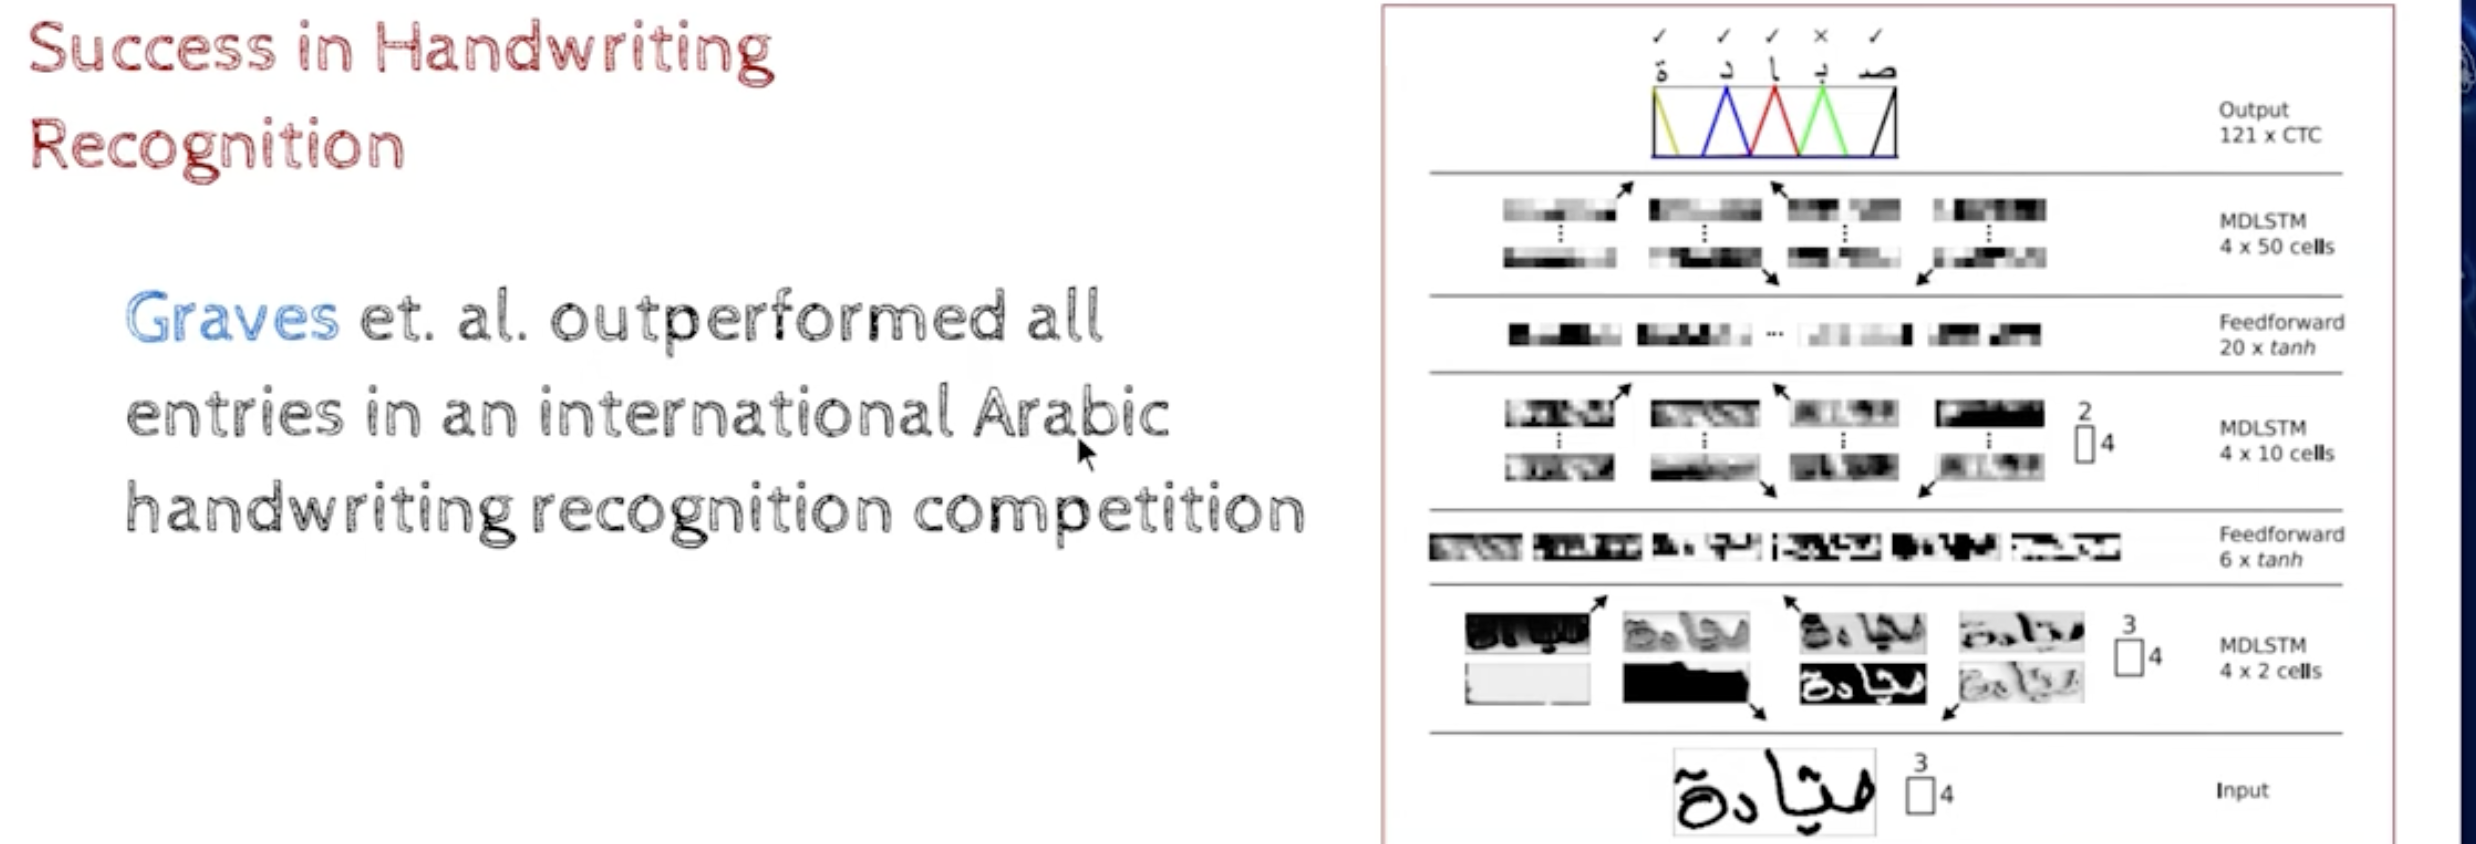 Success in Handwriting
Recognition
Graves et. al. outperformed all
entries in an international Arabic
handwriting recognition competition
✓ ✓ ✓ × ✓
ة د ا ب صـ
Output
121 x CTC
MDLSTM
4 x 50 cells
Feedforward
20 x tanh
...
2
4
MDLSTM
4 x 10 cells
Feedforward
6 x tanh
3
4
MDLSTM
4 x 2 cells
3
4
Input